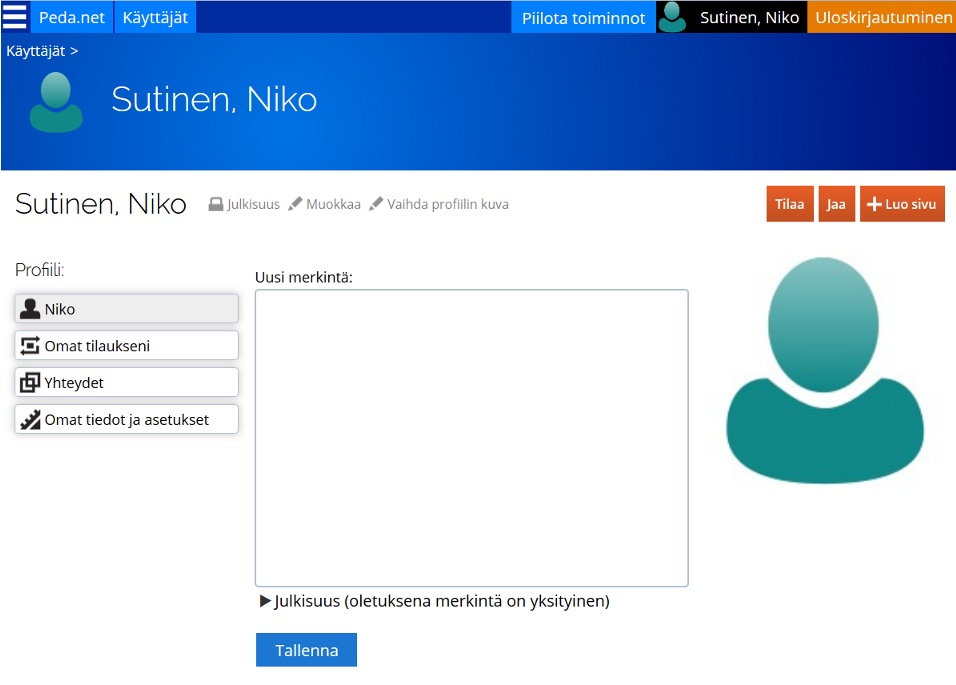 Peda.net Käyttäjät Piilota toiminnot Sutinen, Niko Uloskirjautuminen
Käyttäjät >
Sutinen, Niko
Sutinen, Niko Julkisuus Muokkaa Vaihda profiilin kuva Tilaa Jaa Luo sivu
Profiili:
Niko
Omat tilaukseni
Yhteydet
Omat tiedot ja asetukset
Uusi merkintä:
Julkisuus (oletuksena merkintä on yksityinen)
Tallenna